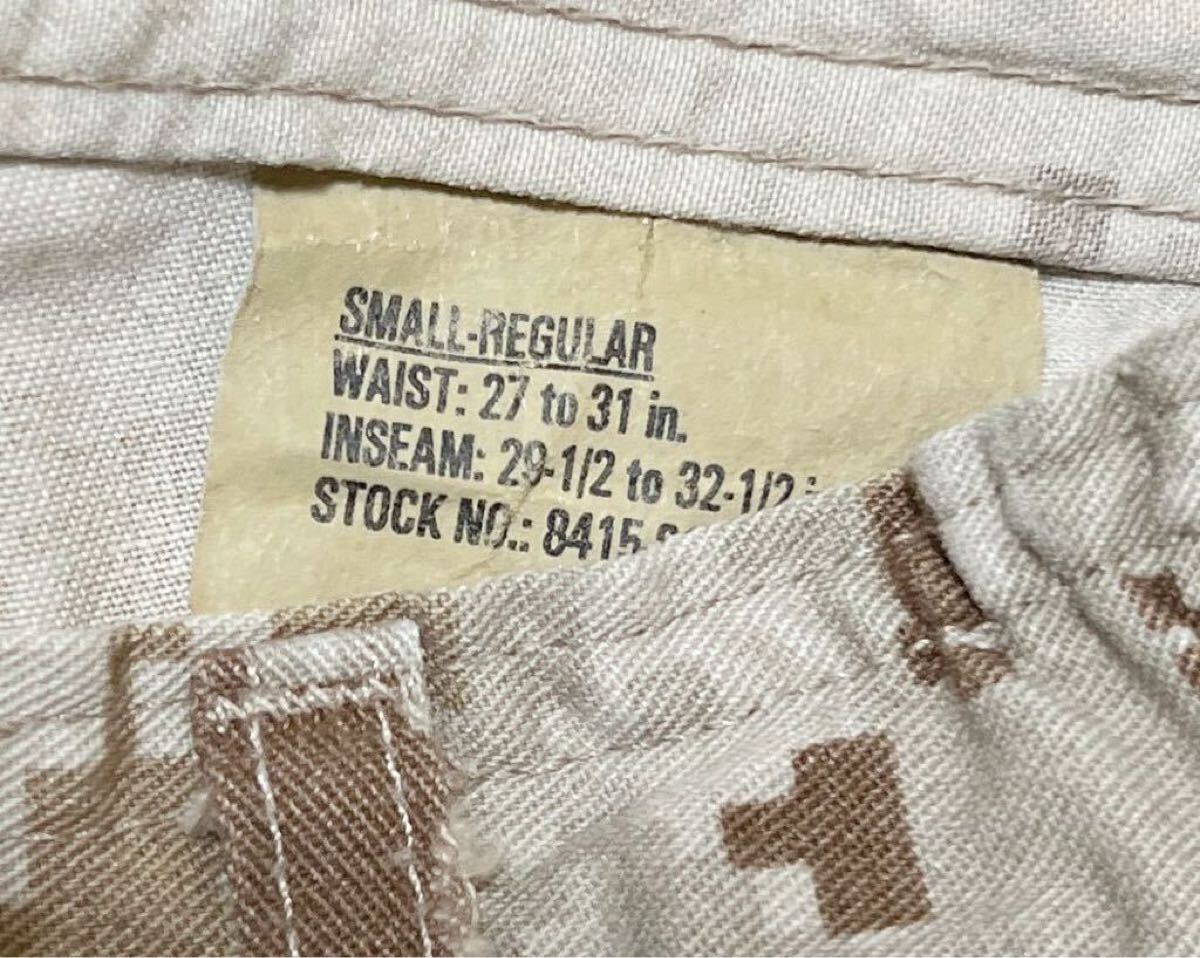 SMALL-REGULAR
WAIST: 27 to 31 in.
INSEAM: 29-1/2 to 32-1/2
STOCK NO.: 8415